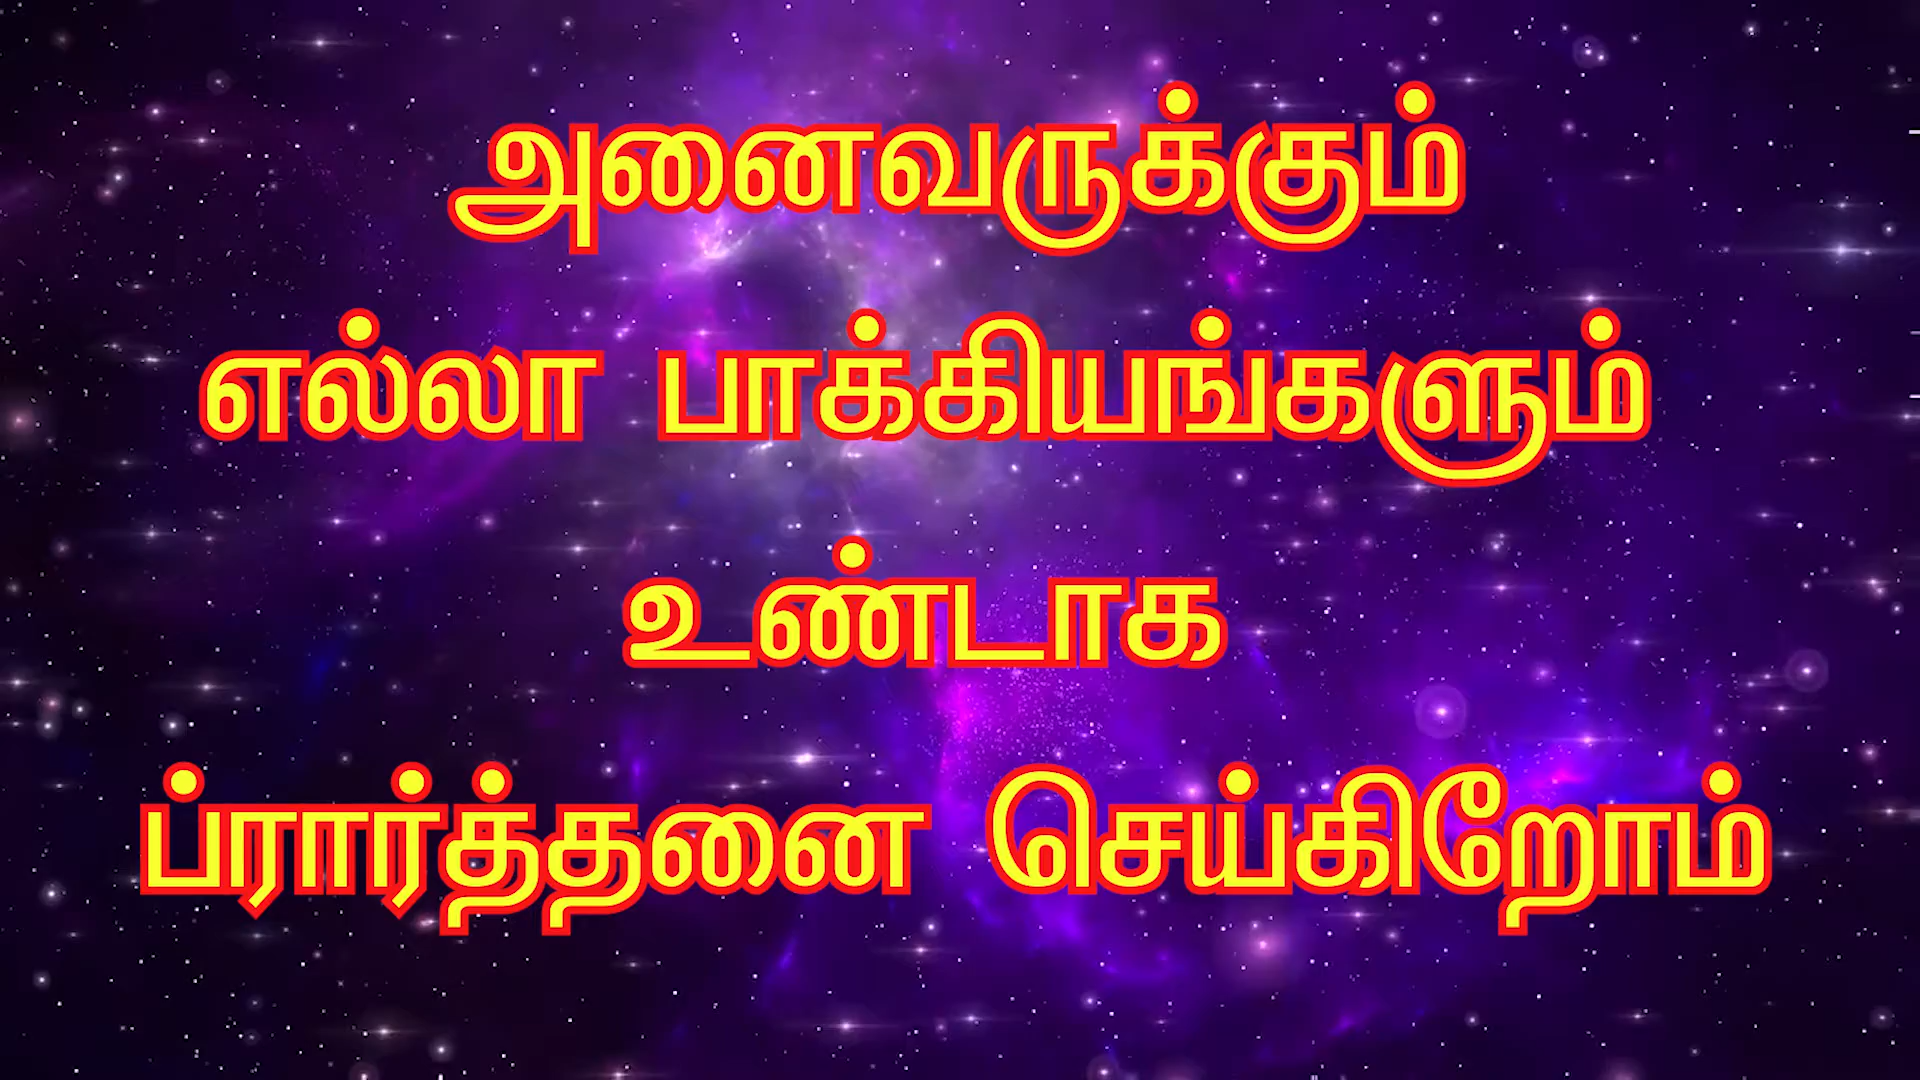 அனைவருக்கும்
எல்லா பாக்கியங்களும்
உண்டாக
ப்ரார்த்தனை செய்கிறோம்